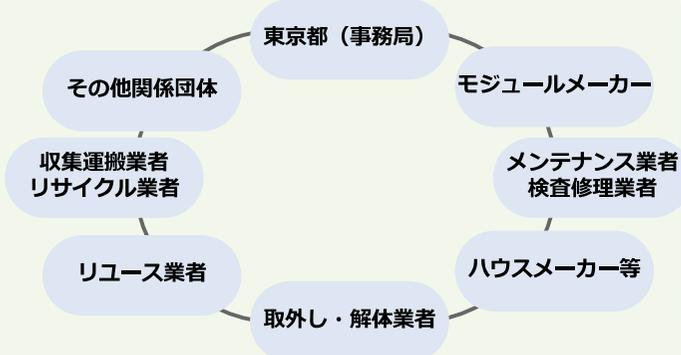 東京都（事務局）
モジュールメーカー
メンテナンス業者
検査修理業者
ハウスメーカー等
取外し・解体業者
リユース業者
収集運搬業者
リサイクル業者
その他関係団体